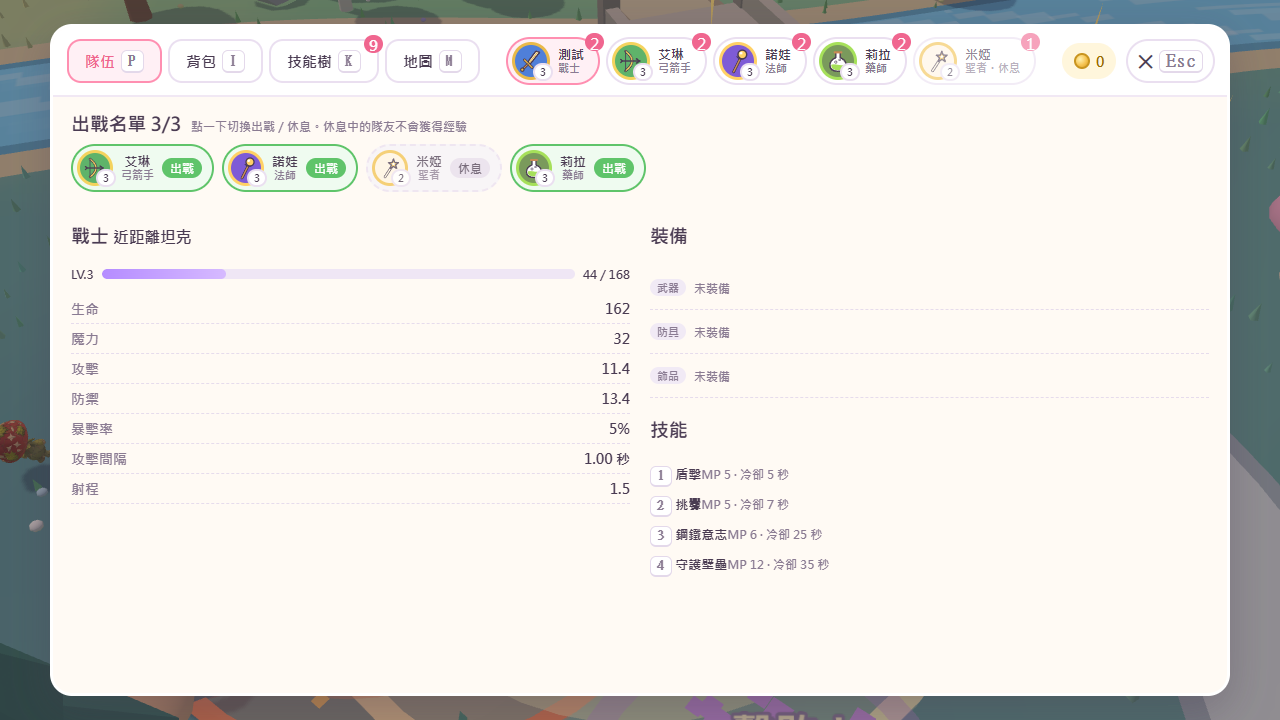 隊伍 P 背包 I 技能樹 K 9 地圖 M
測試 戰士 3 2
艾琳 弓箭手 3 2
諾娃 法師 3 2
莉拉 藥師 3 2
米婭 聖者・休息 2 1
0
Esc
出戰名單 3/3 點一下切換出戰 / 休息。休息中的隊友不會獲得經驗
艾琳 弓箭手 3 出戰
諾娃 法師 3 出戰
米婭 聖者 2 休息
莉拉 藥師 3 出戰
戰士 近距離坦克
LV.3 44 / 168
生命 162
魔力 32
攻擊 11.4
防禦 13.4
暴擊率 5%
攻擊間隔 1.00 秒
射程 1.5
裝備
武器 未裝備
防具 未裝備
飾品 未裝備
技能
1 盾擊MP 5 · 冷卻 5 秒
2 挑釁MP 5 · 冷卻 7 秒
3 鋼鐵意志MP 6 · 冷卻 25 秒
4 守護壁壘MP 12 · 冷卻 35 秒